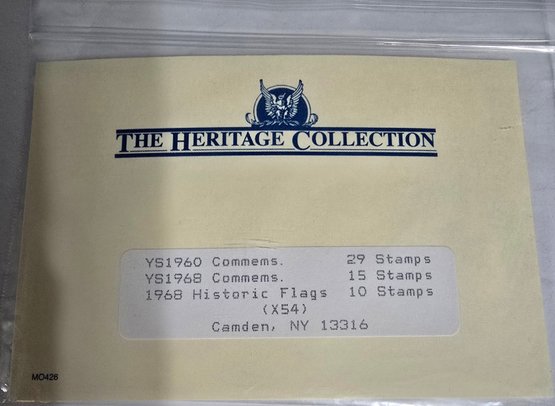 THE HERITAGE COLLECTION
YS1960 Commems. 29 Stamps
YS1968 Commems. 15 Stamps
1968 Historic Flags 10 Stamps
(X54)
Camden, NY 13316
MO426